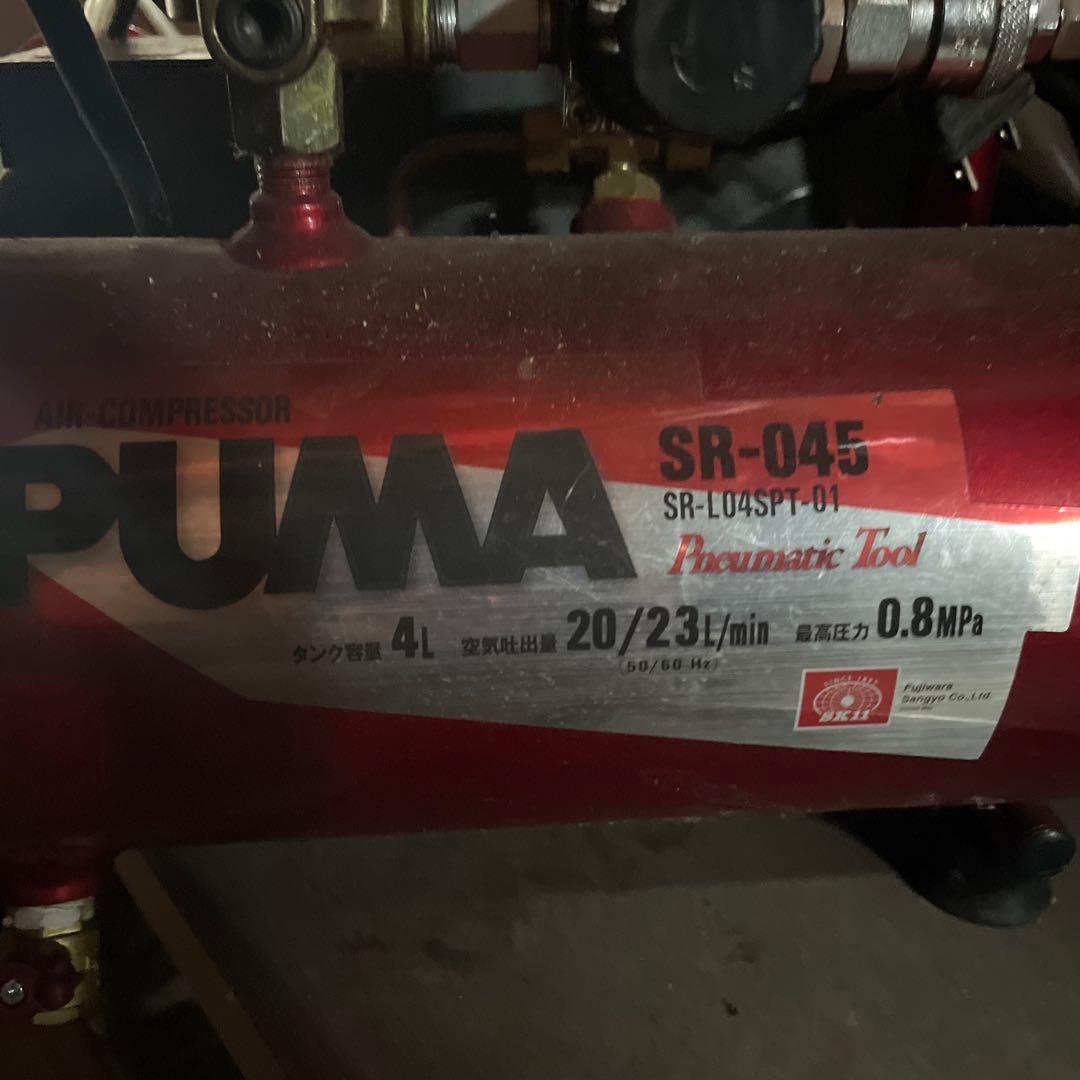 AIR-COMPRESSOR
PUMA
SR-045
SR-L04SPT-01
Pneumatic Tool
タンク容量 4L 空気吐出量 20/23L/min 最高圧力 0.8MPa
(50/60 Hz)
SINCE 1897
SK11
Fujiwara
Sangyo Co.,Ltd.